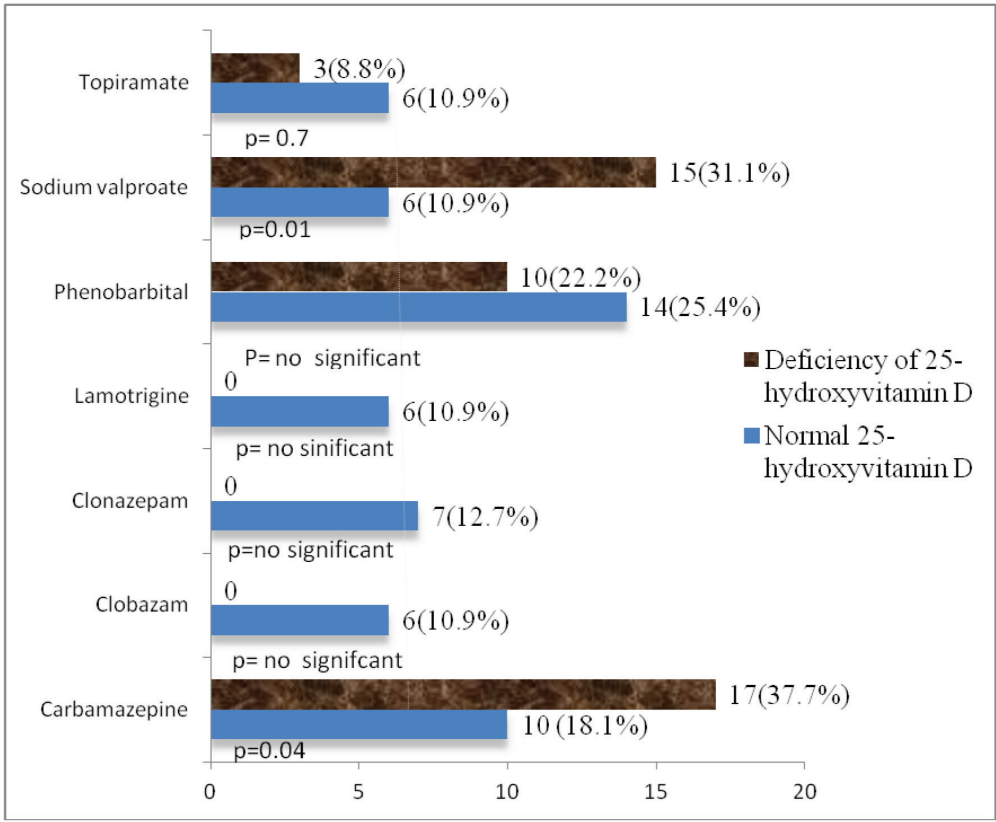 Topiramate
3(8.8%)
6(10.9%)
p= 0.7
Sodium valproate
15(31.1%)
6(10.9%)
p=0.01
Phenobarbital
10(22.2%)
14(25.4%)
P= no significant
Lamotrigine
0
6(10.9%)
p= no sinificant
Clonazepam
0
7(12.7%)
p=no significant
Clobazam
0
6(10.9%)
p= no signifcant
Carbamazepine
17(37.7%)
10 (18.1%)
p=0.04
0 5 10 15 20
Deficiency of 25-
hydroxyvitamin D
Normal 25-
hydroxyvitamin D